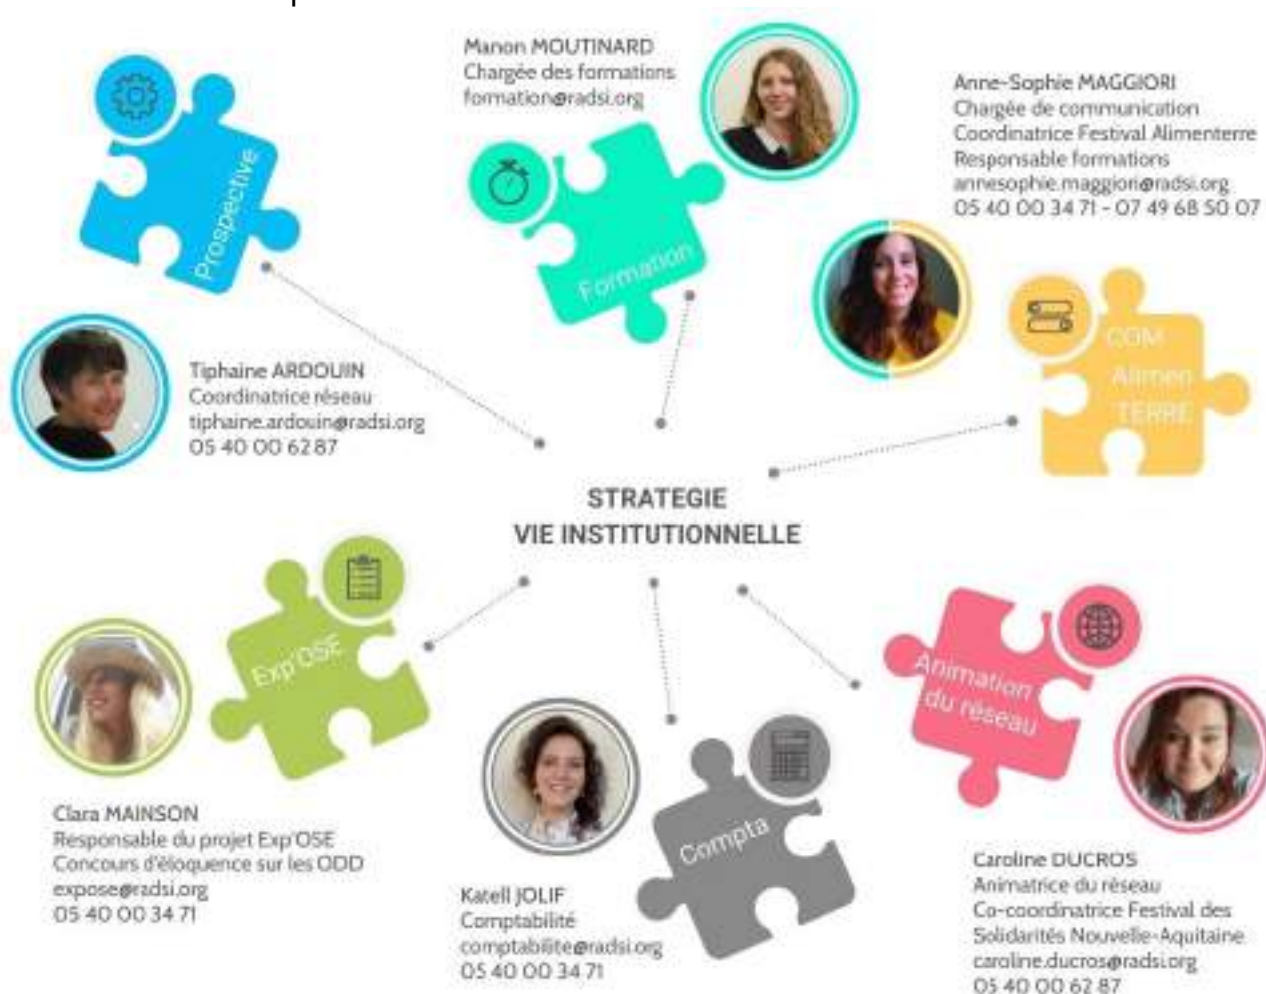 Manon MOUTINARD
Chargée des formations
formation@radsi.org
Anne-Sophie MAGGIORI
Chargée de communication
Coordinatrice Festival Alimenterre
Responsable formations
annesophie.maggiori@radsi.org
05 40 00 34 71 - 07 49 68 50 07
Prospective
Formation
COM
Alimen
TERRE
Tiphaine ARDOUIN
Coordinatrice réseau
tiphaine.ardouin@radsi.org
05 40 00 62 87
STRATEGIE
VIE INSTITUTIONNELLE
Exp'OSE
Animation
du réseau
Compta
Clara MAINSON
Responsable du projet Exp'OSE
Concours d'éloquence sur les ODD
expose@radsi.org
05 40 00 34 71
Katell JOLIF
Comptabilité
comptabilite@radsi.org
05 40 00 34 71
Caroline DUCROS
Animatrice du réseau
Co-coordinatrice Festival des
Solidarités Nouvelle-Aquitaine
caroline.ducros@radsi.org
05 40 00 62 87